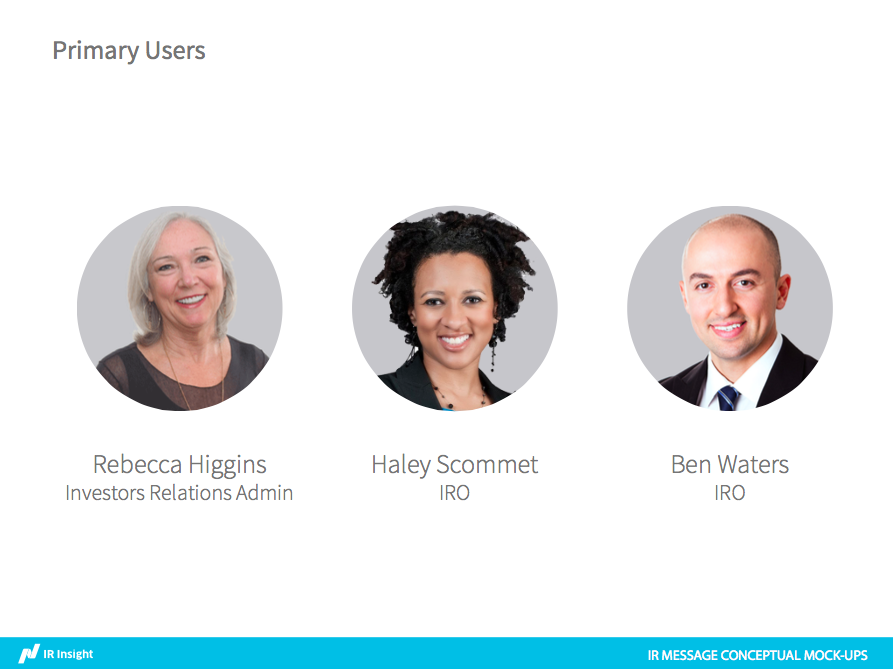 Primary Users
Rebecca Higgins
Investors Relations Admin
Haley Scommet
IRO
Ben Waters
IRO
IR Insight
IR MESSAGE CONCEPTUAL MOCK-UPS